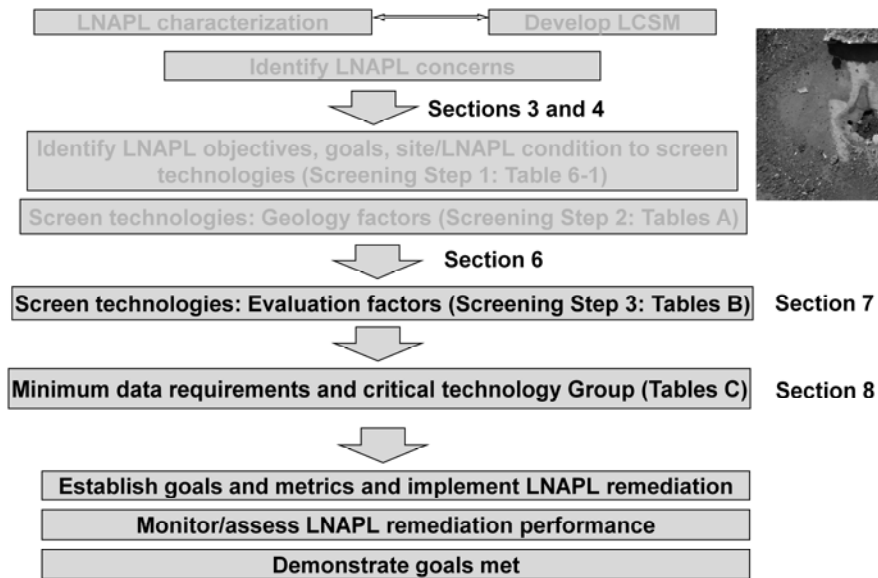 LNAPL characterization
Develop LCSM
Identify LNAPL concerns
Sections 3 and 4
Identify LNAPL objectives, goals, site/LNAPL condition to screen
technologies (Screening Step 1: Table 6-1)
Screen technologies: Geology factors (Screening Step 2: Tables A)
Section 6
Screen technologies: Evaluation factors (Screening Step 3: Tables B)
Section 7
Minimum data requirements and critical technology Group (Tables C)
Section 8
Establish goals and metrics and implement LNAPL remediation
Monitor/assess LNAPL remediation performance
Demonstrate goals met